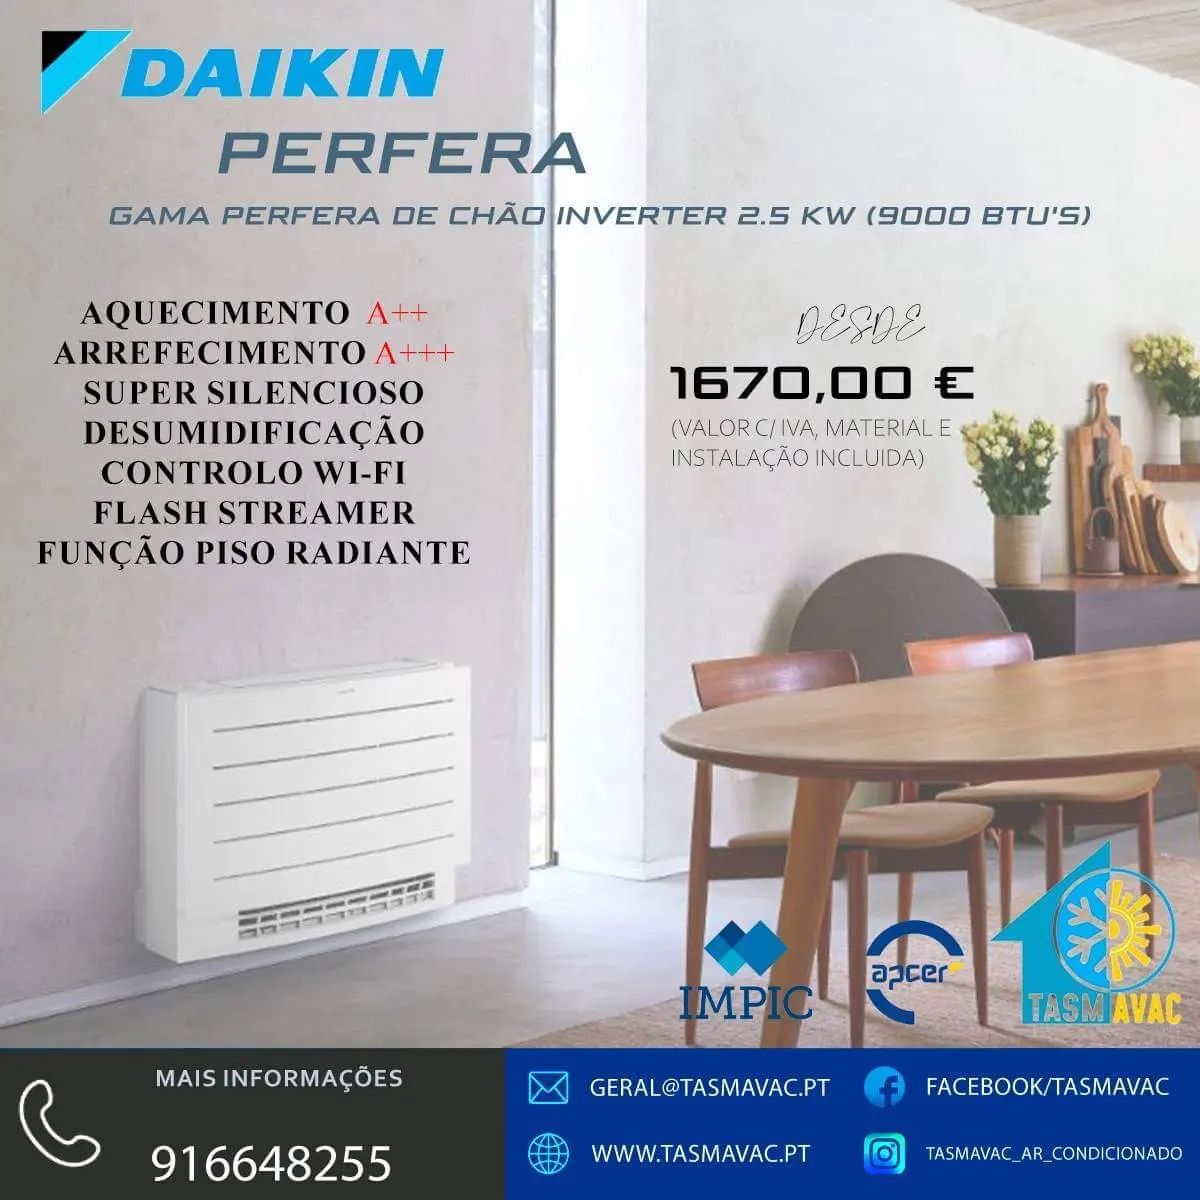 DAIKIN
PERFERA
GAMA PERFERA DE CHÃO INVERTER 2.5 KW (9000 BTU'S)
AQUECIMENTO A++
ARREFECIMENTO A+++
SUPER SILENCIOSO
DESUMIDIFICAÇÃO
CONTROLO WI-FI
FLASH STREAMER
FUNÇÃO PISO RADIANTE
DESDE
1670,00 €
(VALOR C/ IVA, MATERIAL E
INSTALAÇÃO INCLUIDA)
IMPIC
apcer
TASMAVAC
MAIS INFORMAÇÕES
916648255
GERAL@TASMAVAC.PT
WWW.TASMAVAC.PT
FACEBOOK/TASMAVAC
TASMAVAC_AR_CONDICIONADO